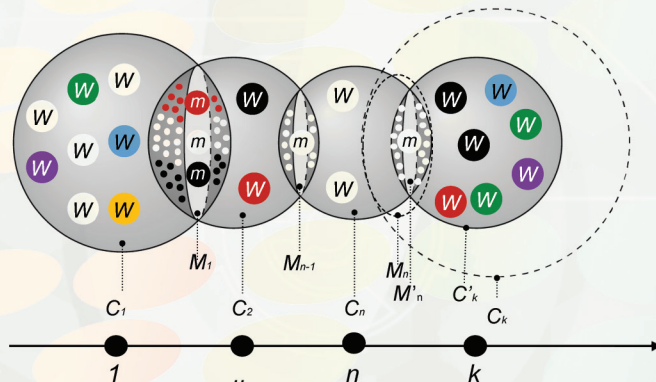 W W
W m W W W W
W W W m m W W
W m W
W W W W W W W
M₁ Mₙ₋₁ Mₙ
M'ₙ
C₁ C₂ Cₙ C'ₖ
Cₖ
1 n k